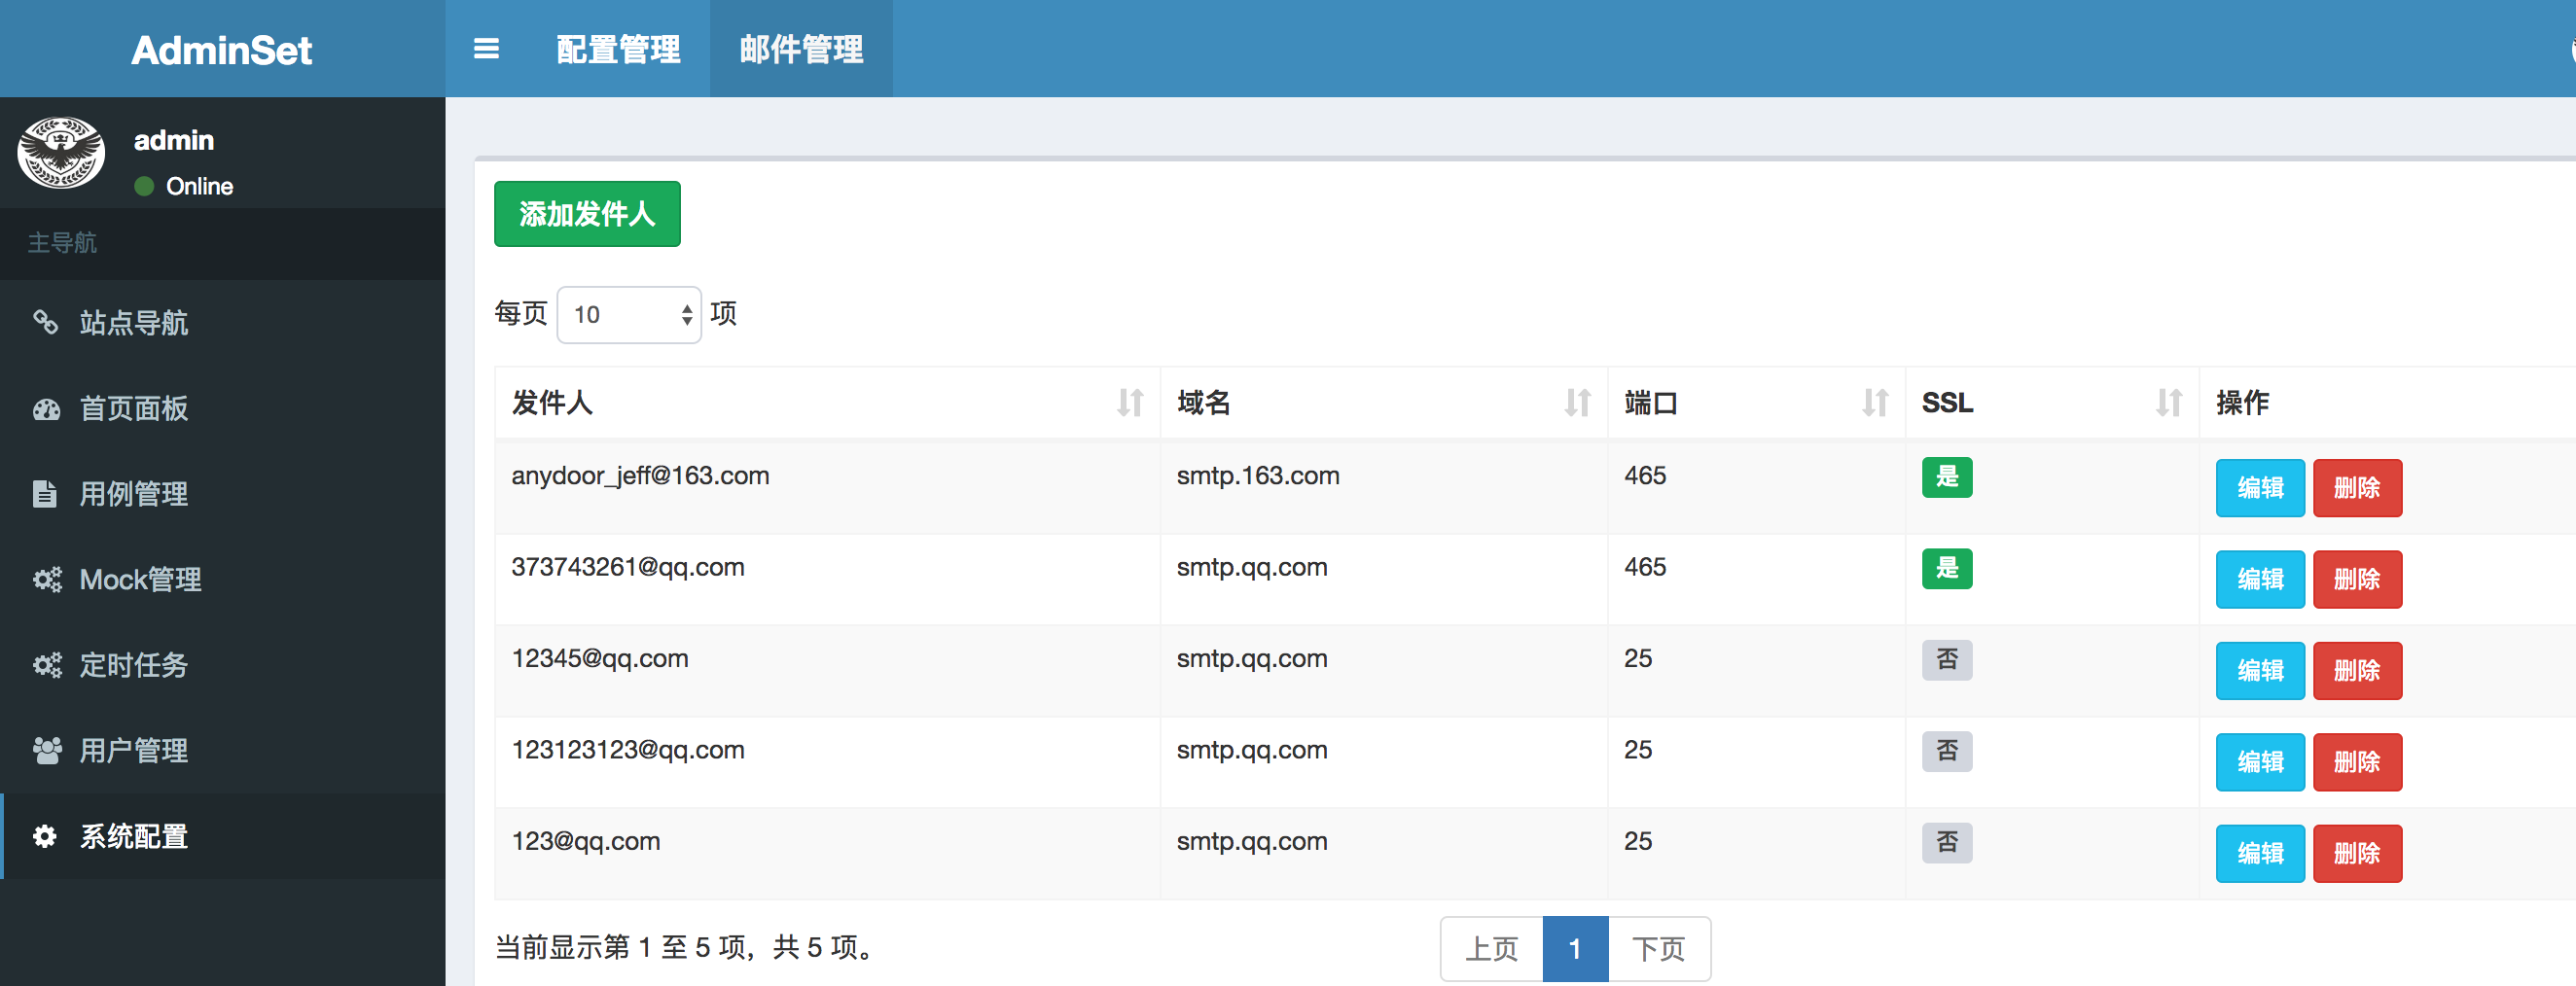 AdminSet
配置管理 邮件管理
admin
Online
主导航
站点导航
首页面板
用例管理
Mock管理
定时任务
用户管理
系统配置
添加发件人
每页 10 项
发件人 域名 端口 SSL 操作
anydoor_jeff@163.com smtp.163.com 465 是 编辑 删除
373743261@qq.com smtp.qq.com 465 是 编辑 删除
12345@qq.com smtp.qq.com 25 否 编辑 删除
123123123@qq.com smtp.qq.com 25 否 编辑 删除
123@qq.com smtp.qq.com 25 否 编辑 删除
当前显示第 1 至 5 项，共 5 项。 上页 1 下页